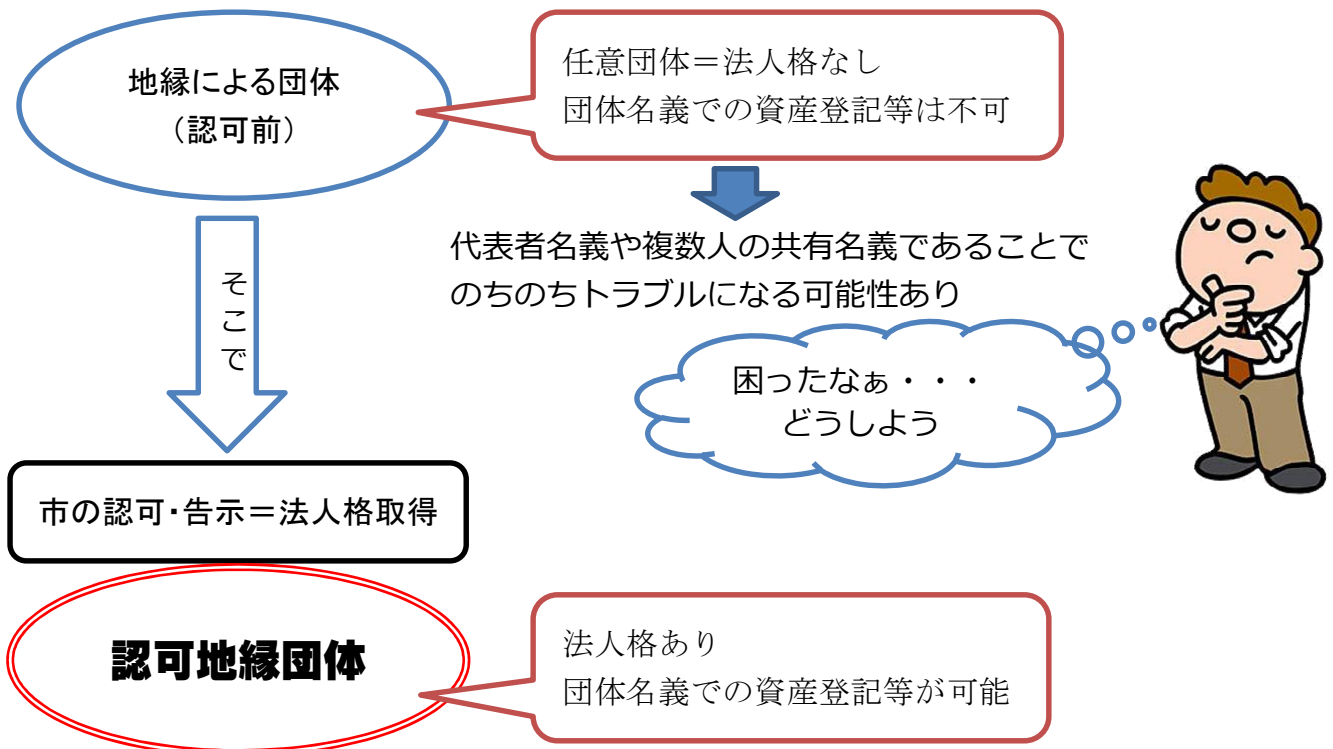 地縁による団体
（認可前）
任意団体＝法人格なし
団体名義での資産登記等は不可
代表者名義や複数人の共有名義であることで
のちのちトラブルになる可能性あり
そこで
困ったなぁ・・・
どうしよう
市の認可・告示＝法人格取得
認可地縁団体
法人格あり
団体名義での資産登記等が可能